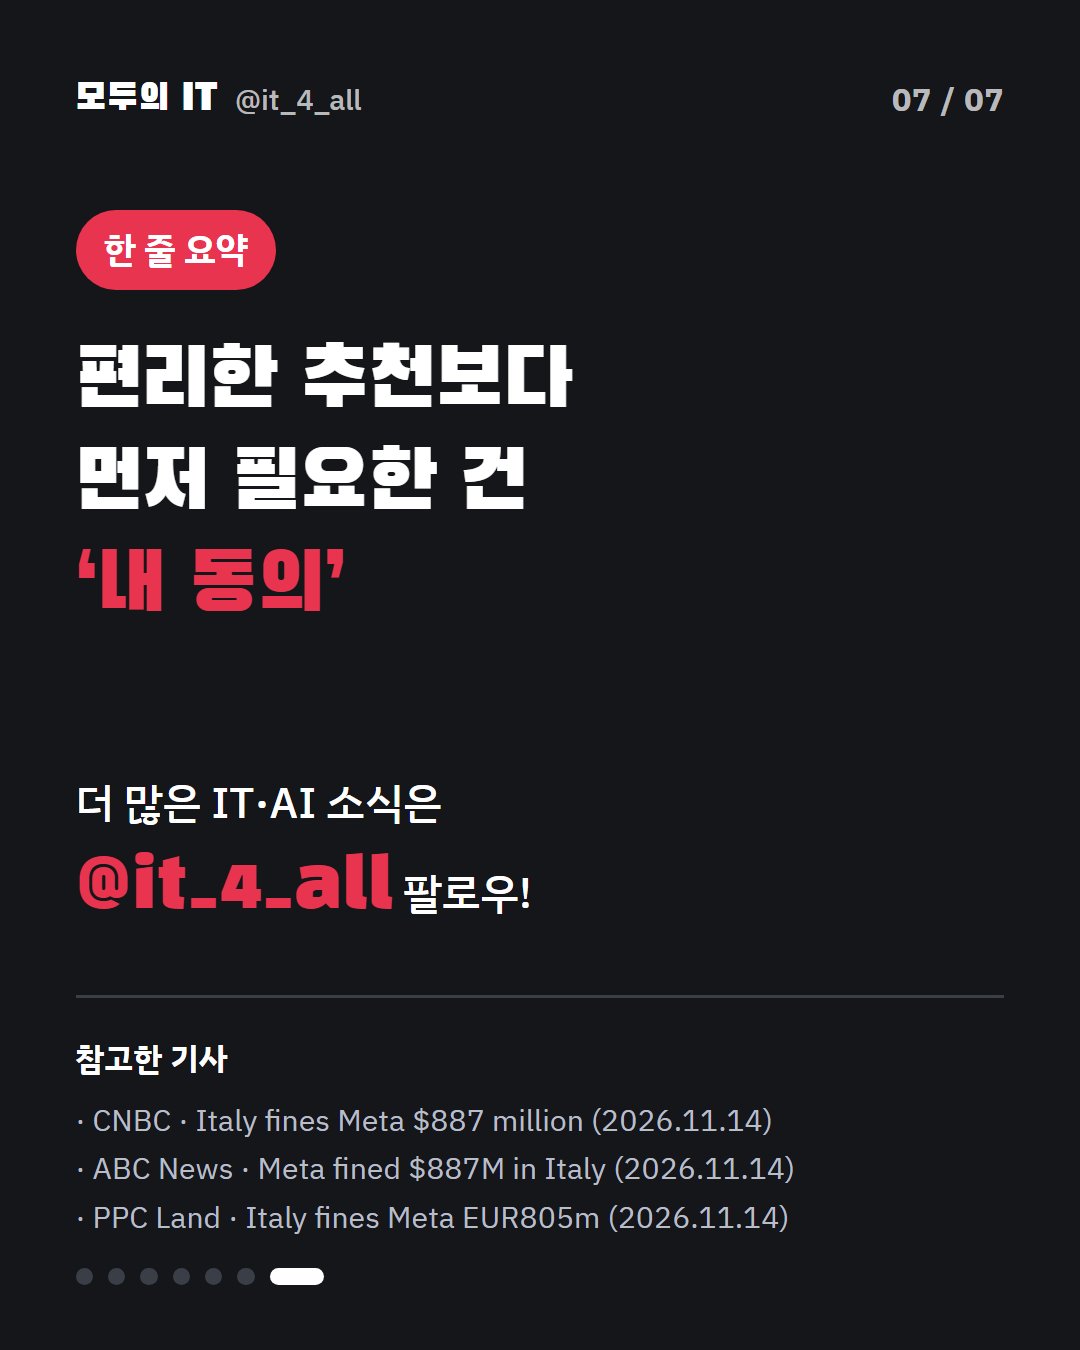 모두의 IT @it_4_all
07 / 07
한 줄 요약
편리한 추천보다
먼저 필요한 건
‘내 동의’
더 많은 IT·AI 소식은
@it_4_all 팔로우!
참고한 기사
· CNBC · Italy fines Meta $887 million (2026.11.14)
· ABC News · Meta fined $887M in Italy (2026.11.14)
· PPC Land · Italy fines Meta EUR805m (2026.11.14)